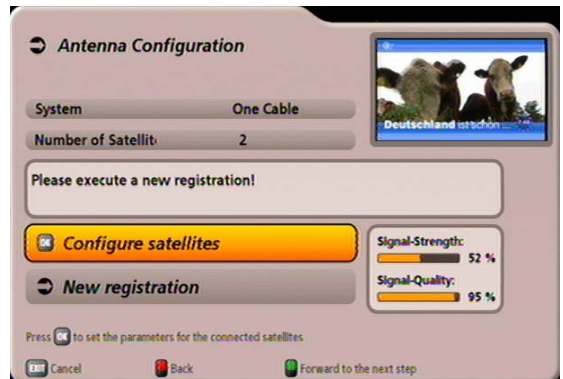 Antenna Configuration
System One Cable
Number of Satellit 2
Deutschland ist schön ...
Please execute a new registration!
OK Configure satellites
New registration
Signal-Strength:
52 %
Signal-Quality:
95 %
Press OK to set the parameters for the connected satellites
EXIT Cancel Back Forward to the next step